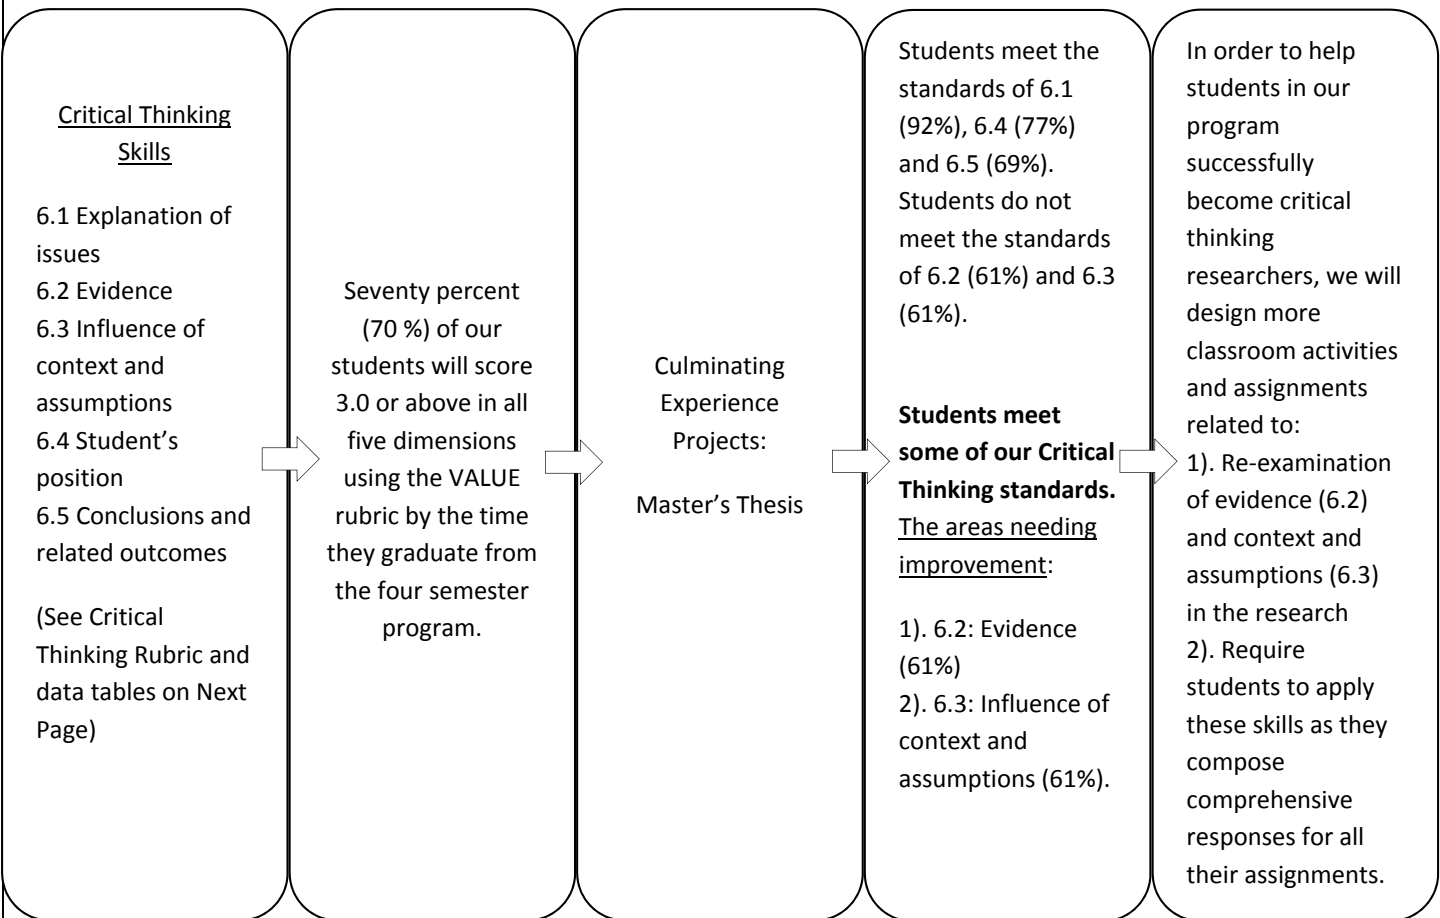 Critical Thinking
Skills
6.1 Explanation of
issues
6.2 Evidence
6.3 Influence of
context and
assumptions
6.4 Student’s
position
6.5 Conclusions and
related outcomes
(See Critical
Thinking Rubric and
data tables on Next
Page)
Seventy percent
(70 %) of our
students will score
3.0 or above in all
five dimensions
using the VALUE
rubric by the time
they graduate from
the four semester
program.
Culminating
Experience
Projects:
Master’s Thesis
Students meet the
standards of 6.1
(92%), 6.4 (77%)
and 6.5 (69%).
Students do not
meet the standards
of 6.2 (61%) and 6.3
(61%).
Students meet
some of our Critical
Thinking standards.
The areas needing
improvement:
1). 6.2: Evidence
(61%)
2). 6.3: Influence of
context and
assumptions (61%).
In order to help
students in our
program
successfully
become critical
thinking
researchers, we will
design more
classroom activities
and assignments
related to:
1). Re-examination
of evidence (6.2)
and context and
assumptions (6.3)
in the research
2). Require
students to apply
these skills as they
compose
comprehensive
responses for all
their assignments.